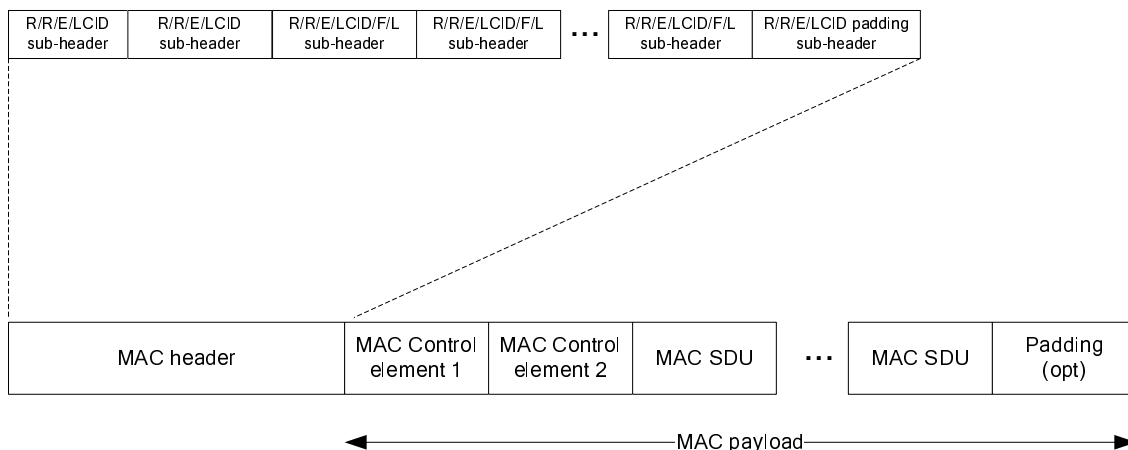 R/R/E/LCID
sub-header
R/R/E/LCID
sub-header
R/R/E/LCID/F/L
sub-header
R/R/E/LCID/F/L
sub-header
...
R/R/E/LCID/F/L
sub-header
R/R/E/LCID padding
sub-header
MAC header
MAC Control
element 1
MAC Control
element 2
MAC SDU
...
MAC SDU
Padding
(opt)
MAC payload